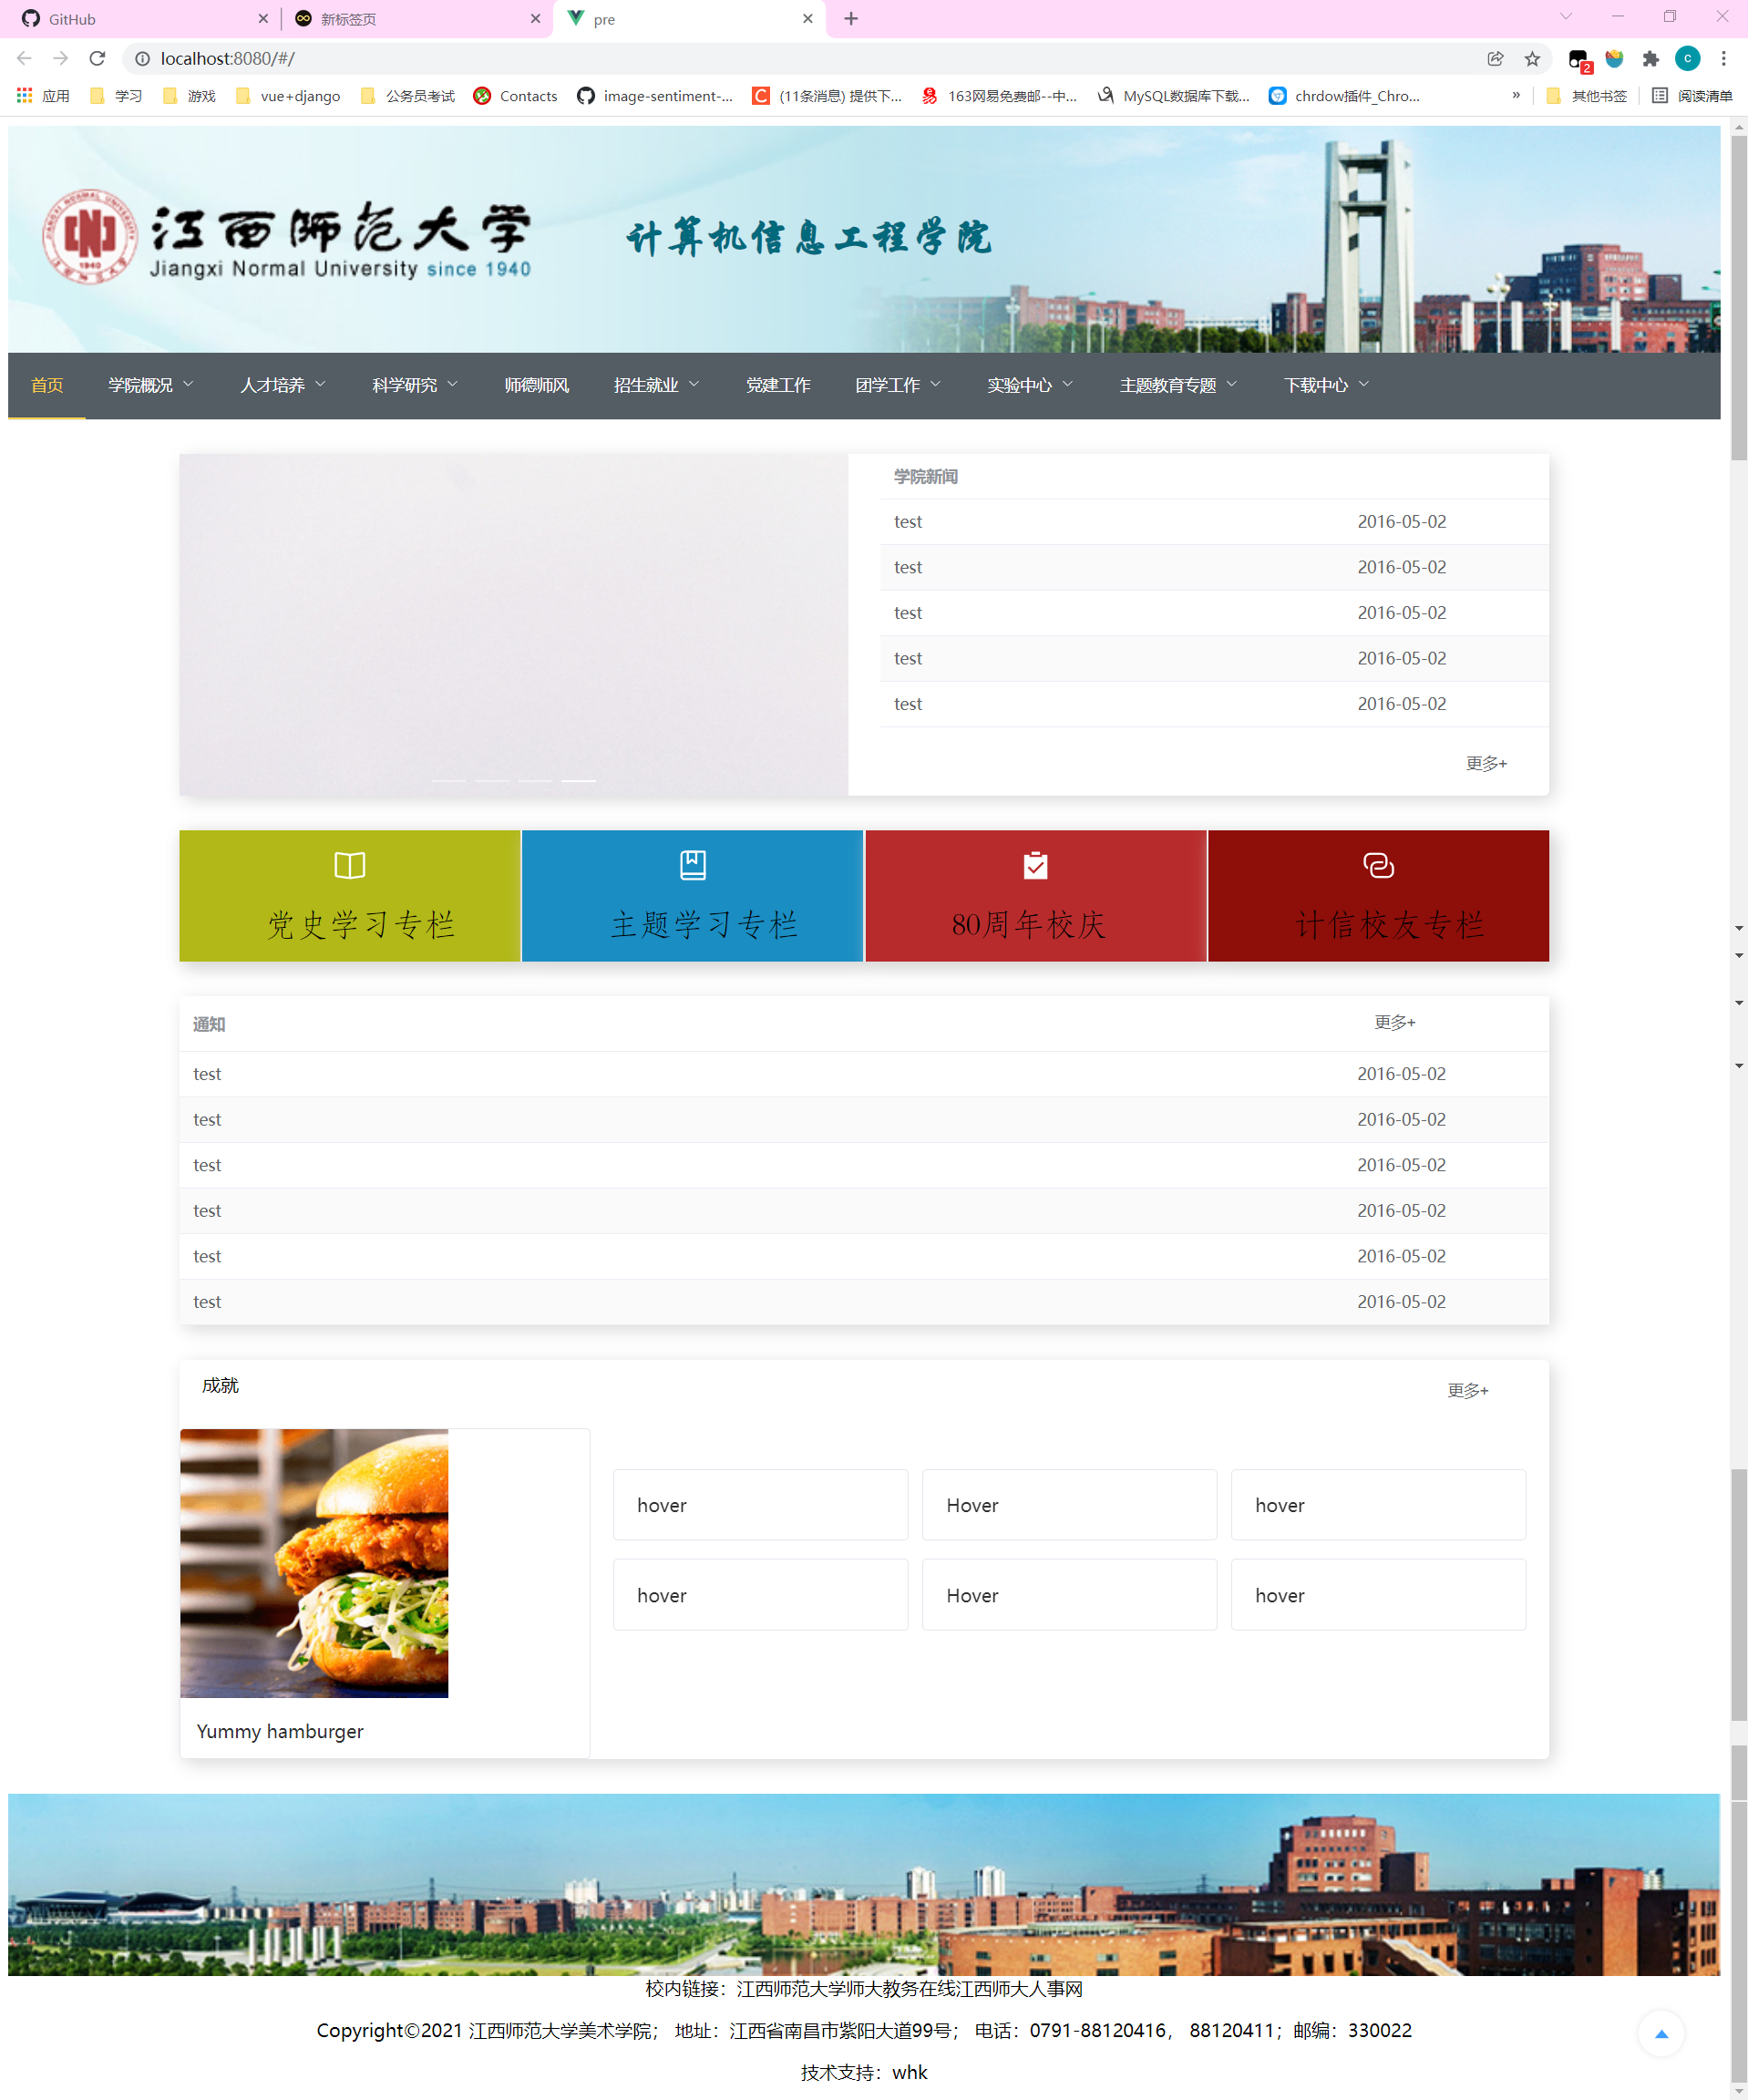 GitHub
新标签页
pre
localhost:8080/#/
2
c
应用
学习
游戏
vue+django
公务员考试
Contacts
image-sentiment-...
(11条消息) 提供下...
163网易免费邮--中...
MySQL数据库下载...
chrdow插件_Chro...
»
其他书签
阅读清单
江西师范大学
Jiangxi Normal University since 1940
计算机信息工程学院
首页
学院概况
人才培养
科学研究
师德师风
招生就业
党建工作
团学工作
实验中心
主题教育专题
下载中心
学院新闻
test 2016-05-02
test 2016-05-02
test 2016-05-02
test 2016-05-02
test 2016-05-02
更多+
党史学习专栏
主题学习专栏
80周年校庆
计信校友专栏
通知 更多+
test 2016-05-02
test 2016-05-02
test 2016-05-02
test 2016-05-02
test 2016-05-02
test 2016-05-02
成就 更多+
hover Hover hover
hover Hover hover
Yummy hamburger
校内链接：江西师范大学师大教务在线江西师大人事网
Copyright©2021 江西师范大学美术学院； 地址：江西省南昌市紫阳大道99号； 电话：0791-88120416， 88120411；邮编：330022
技术支持：whk